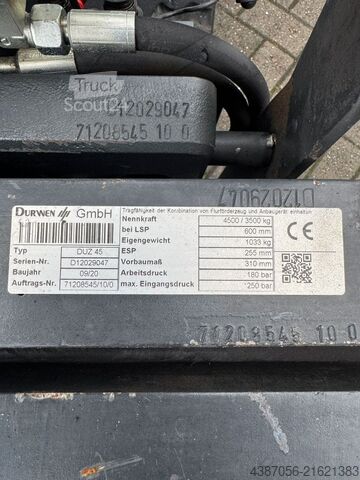 Truck
Scout24
D12029047
71208545 10 0
D12029047
DURWEN GmbH
Typ DUZ 45
Serien-Nr. D12029047
Baujahr 09/20
Auftrags-Nr. 71208545/10/0
Tragfähigkeit der Kombination von Flurförderzeug und Anbaugerät einhalten
Nennkraft 4500 / 3500 kg
bei LSP 600 mm
Eigengewicht 1033 kg
ESP 255 mm
Vorbaumaß 310 mm
Arbeitsdruck 180 bar
max. Eingangsdruck 250 bar
CE
71208545 10 0
4387056-21621383